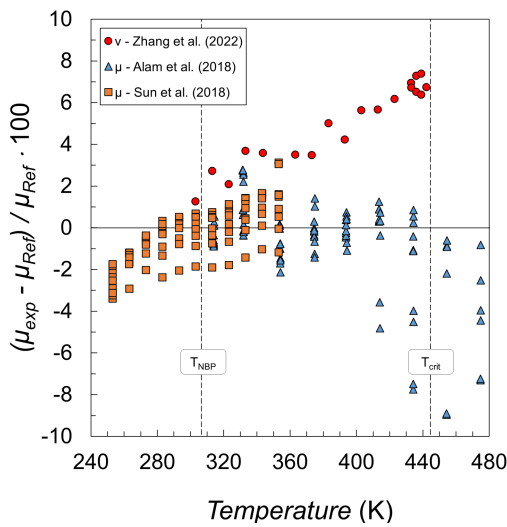 10
8
6
4
2
0
-2
-4
-6
-8
-10
(μexp - μRef) / μRef · 100
ν - Zhang et al. (2022)
μ - Alam et al. (2018)
μ - Sun et al. (2018)
TNBP
Tcrit
240 280 320 360 400 440 480
Temperature (K)